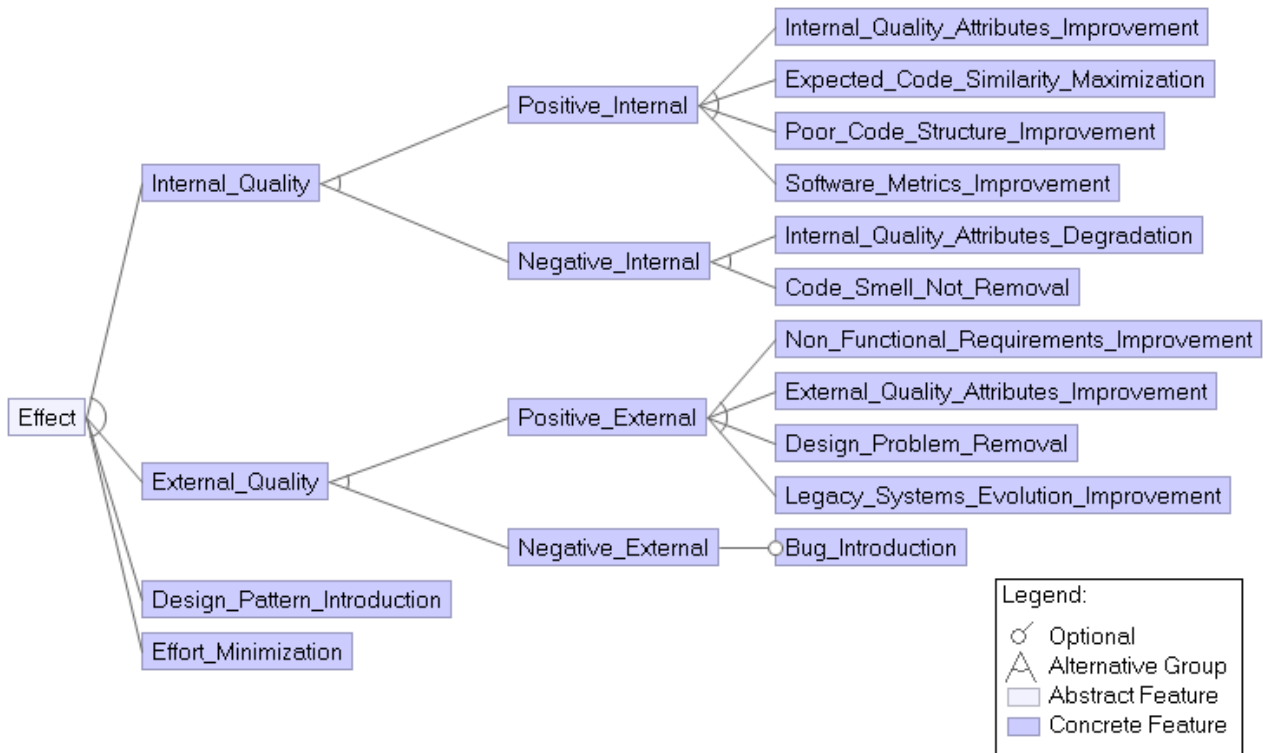 Internal_Quality_Attributes_Improvement
Expected_Code_Similarity_Maximization
Positive_Internal
Poor_Code_Structure_Improvement
Internal_Quality
Software_Metrics_Improvement
Internal_Quality_Attributes_Degradation
Negative_Internal
Code_Smell_Not_Removal
Non_Functional_Requirements_Improvement
External_Quality_Attributes_Improvement
Effect
Positive_External
Design_Problem_Removal
External_Quality
Legacy_Systems_Evolution_Improvement
Negative_External
Bug_Introduction
Design_Pattern_Introduction
Effort_Minimization
Legend:
Optional
Alternative Group
Abstract Feature
Concrete Feature